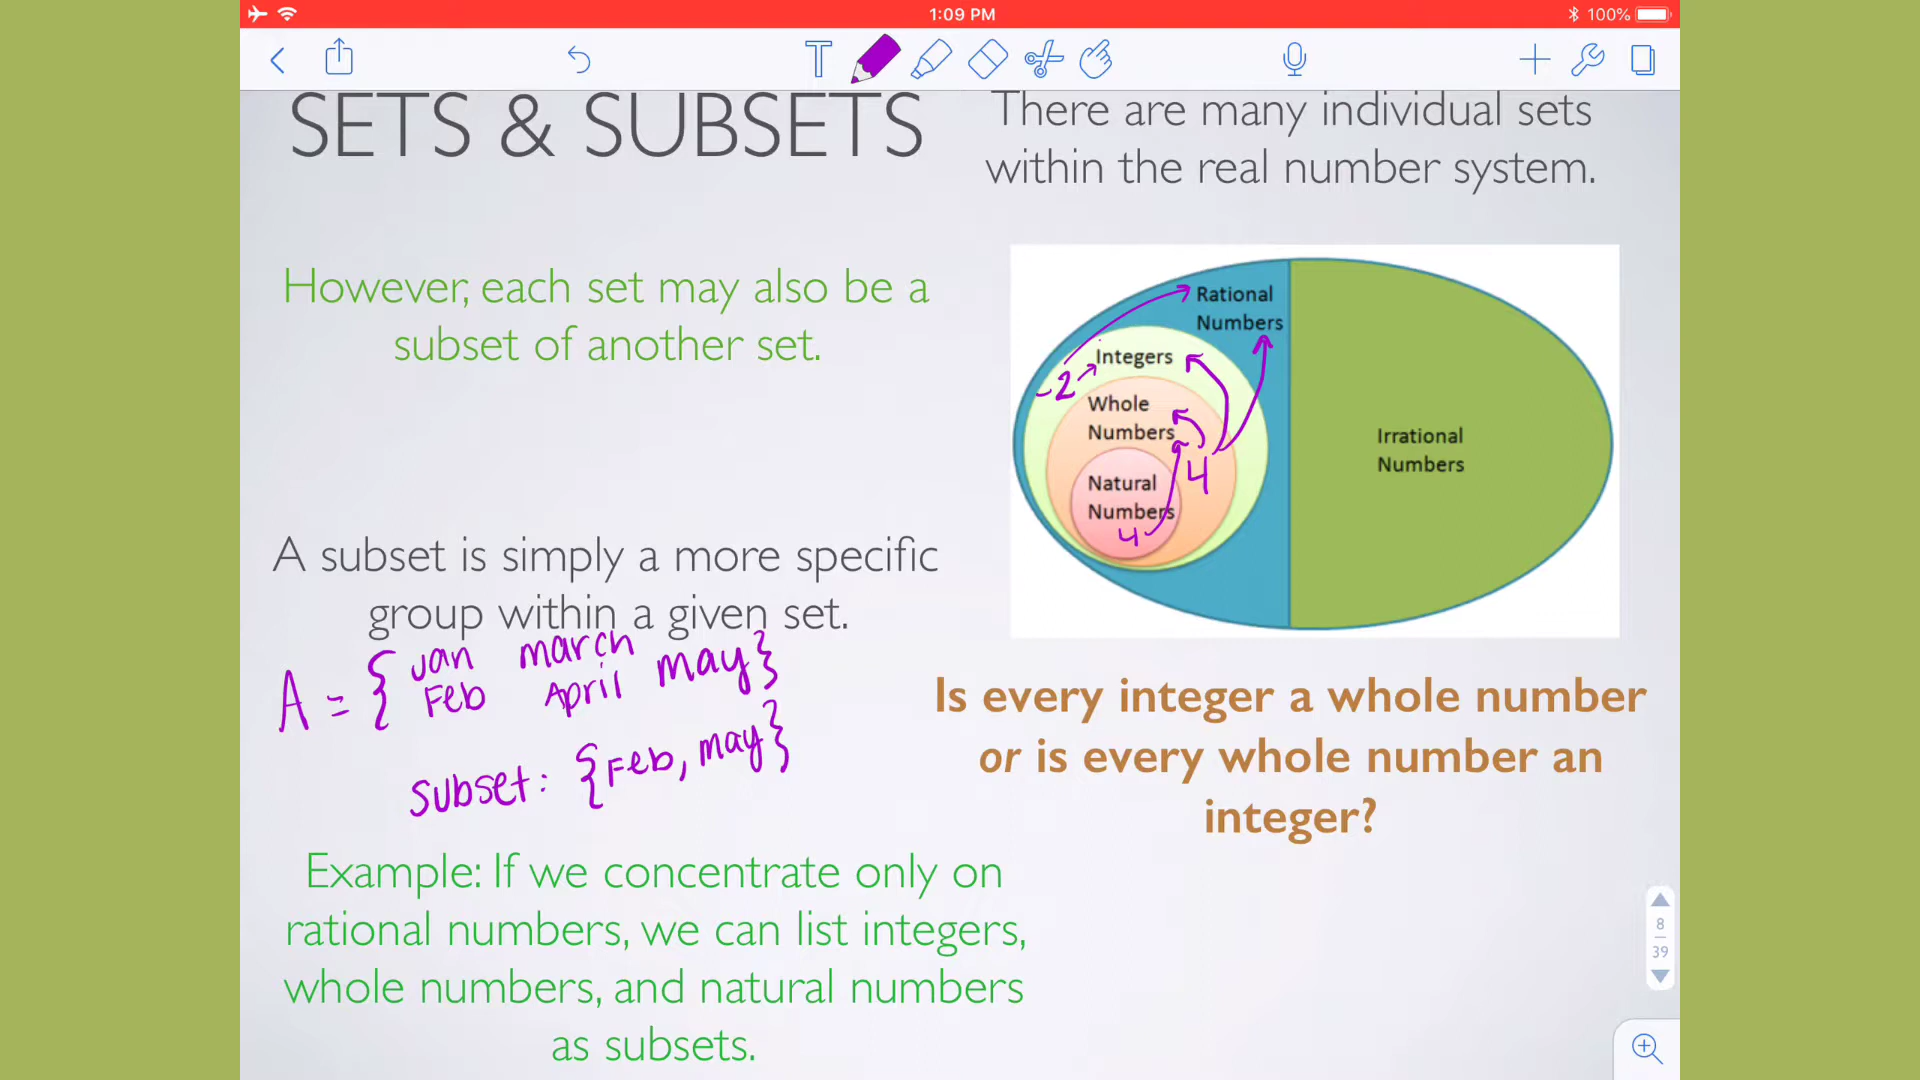 1:09 PM
100%
SETS & SUBSETS
There are many individual sets
within the real number system.
However, each set may also be a
subset of another set.
Rational
Numbers
Integers
-2
Whole
Numbers
4
Natural
Numbers
4
Irrational
Numbers
A subset is simply a more specific
group within a given set.
A = { Jan march may }
Feb April
subset: {Feb, may}
Is every integer a whole number
or is every whole number an
integer?
Example: If we concentrate only on
rational numbers, we can list integers,
whole numbers, and natural numbers
as subsets.
8
39